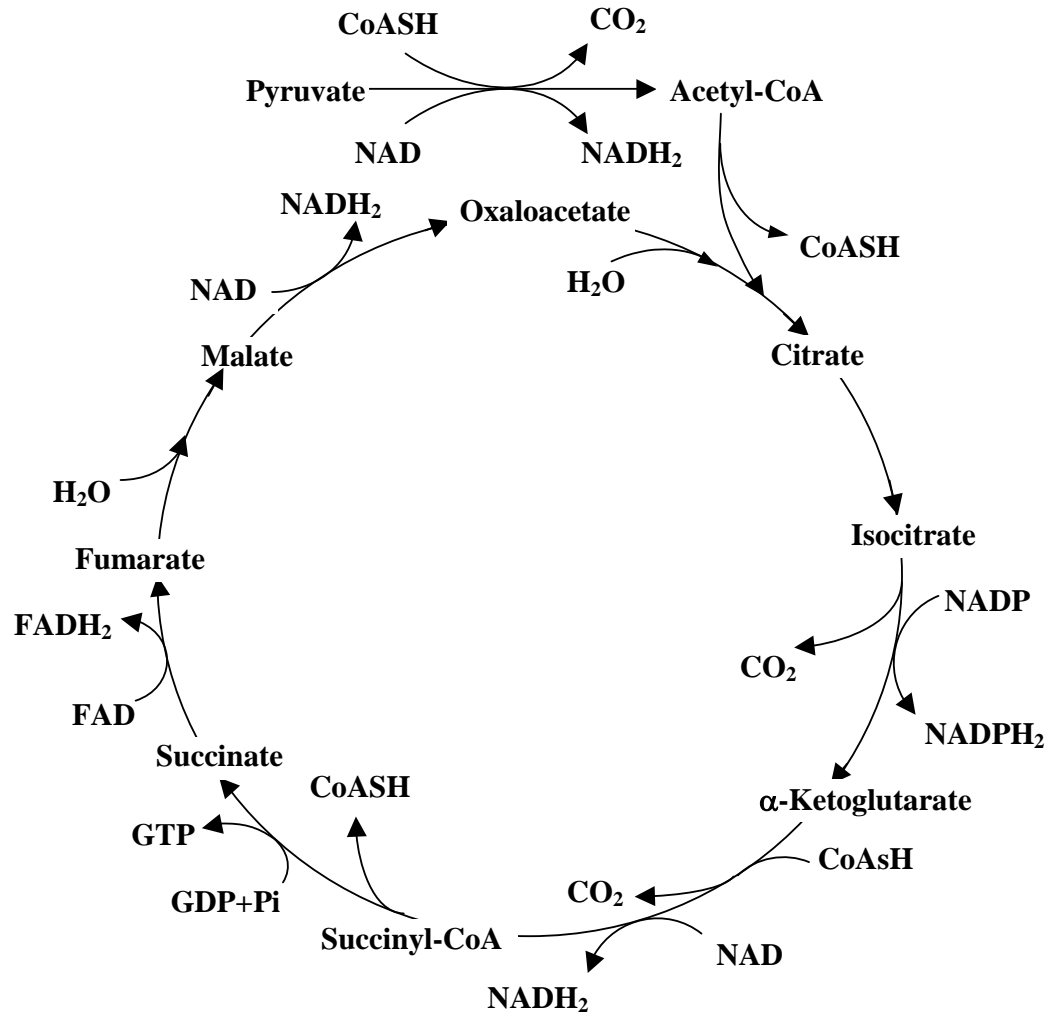 CoASH
CO₂
Pyruvate
Acetyl-CoA
NAD
NADH₂
NADH₂
Oxaloacetate
CoASH
H₂O
NAD
Malate
Citrate
H₂O
Isocitrate
Fumarate
NADP
FADH₂
CO₂
FAD
NADPH₂
Succinate
CoASH
α-Ketoglutarate
GTP
CoAsH
CO₂
GDP+Pi
Succinyl-CoA
NAD
NADH₂